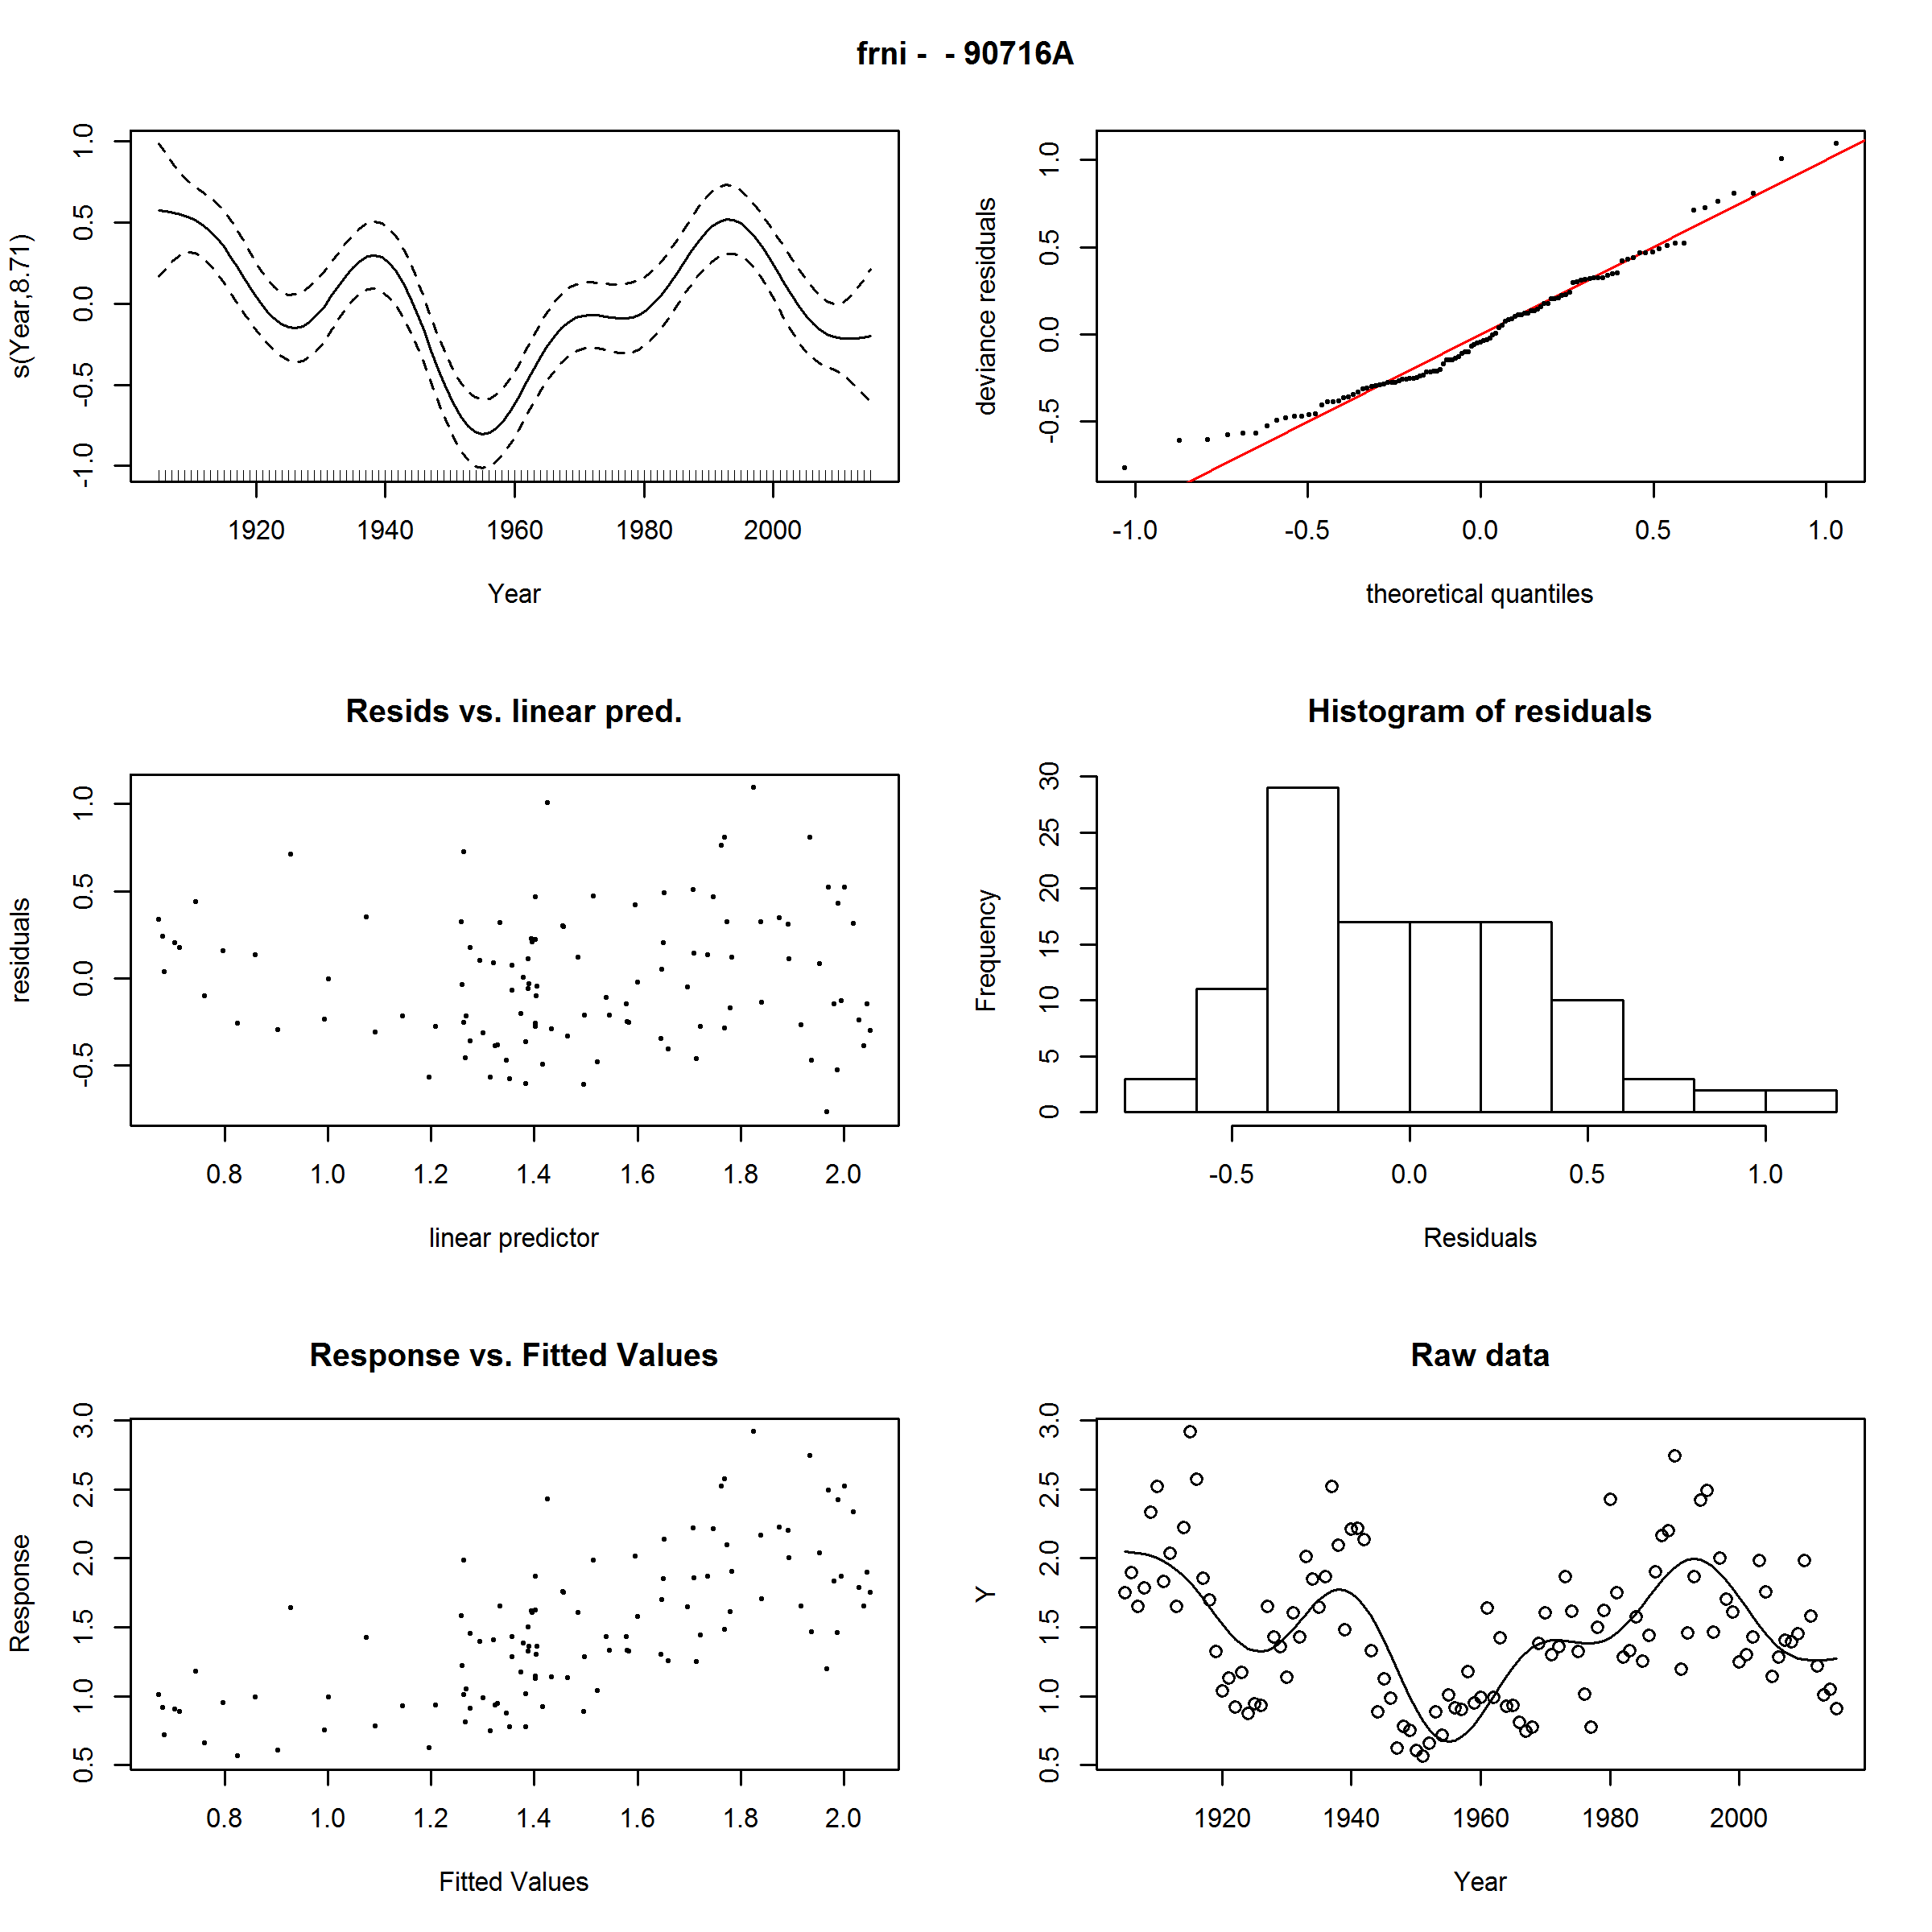 frni -  - 90716A
s(Year,8.71)
1.0
0.5
0.0
-0.5
-1.0
1920 1940 1960 1980 2000
Year
deviance residuals
1.0
0.5
0.0
-0.5
-1.0 -0.5 0.0 0.5 1.0
theoretical quantiles
Resids vs. linear pred.
residuals
1.0
0.5
0.0
-0.5
0.8 1.0 1.2 1.4 1.6 1.8 2.0
linear predictor
Histogram of residuals
Frequency
30
25
20
15
10
5
0
-0.5 0.0 0.5 1.0
Residuals
Response vs. Fitted Values
Response
3.0
2.5
2.0
1.5
1.0
0.5
0.8 1.0 1.2 1.4 1.6 1.8 2.0
Fitted Values
Raw data
Y
3.0
2.5
2.0
1.5
1.0
0.5
1920 1940 1960 1980 2000
Year